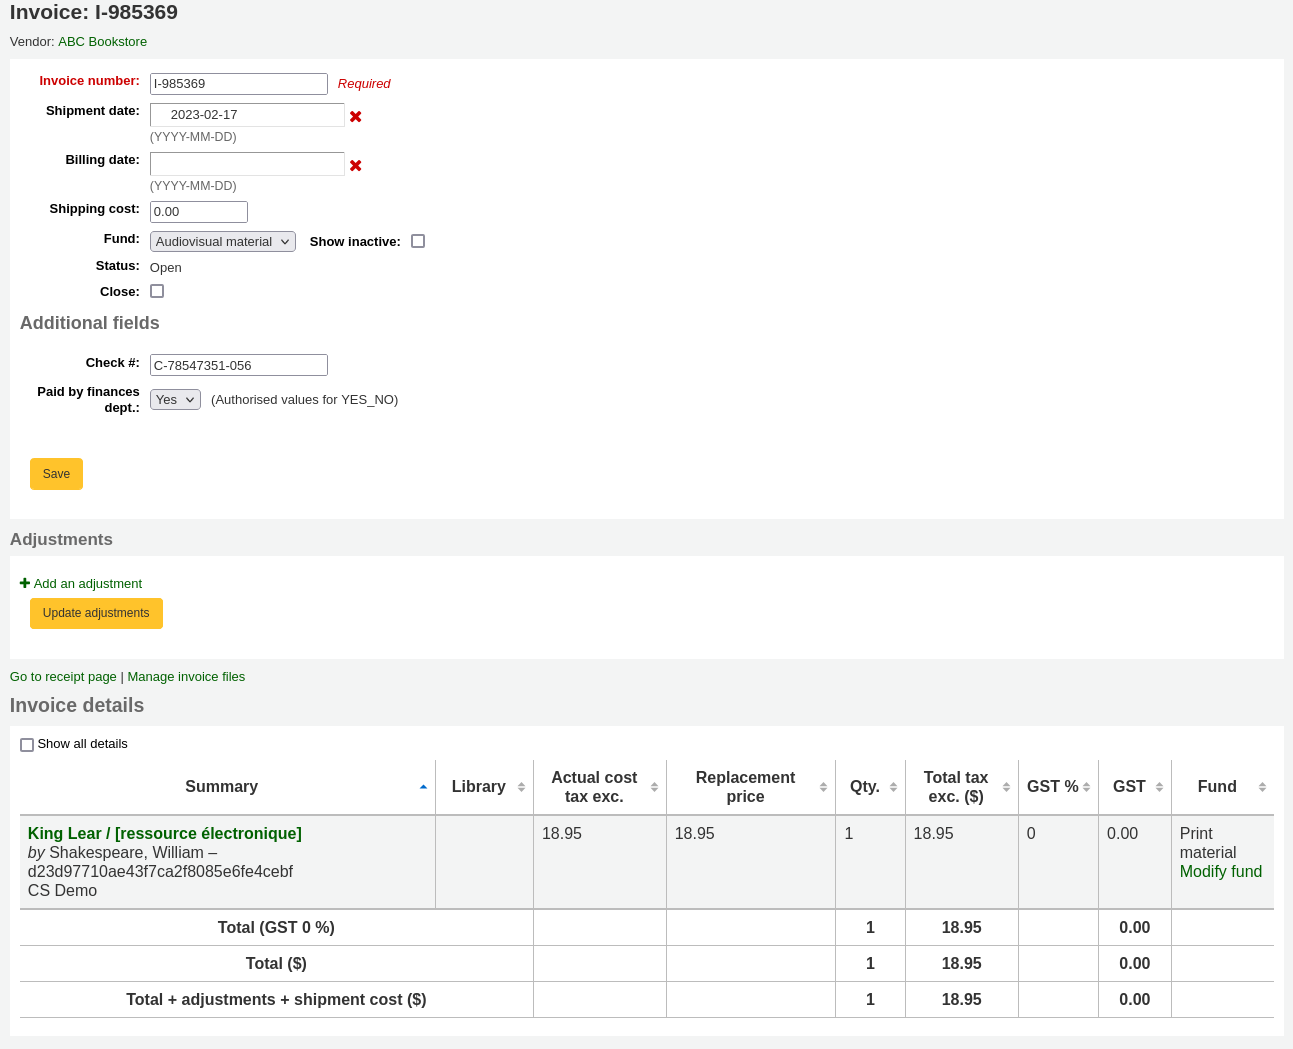 Invoice: I-985369
Vendor: ABC Bookstore
Invoice number: I-985369 Required
Shipment date: 2023-02-17
(YYYY-MM-DD)
Billing date:
(YYYY-MM-DD)
Shipping cost: 0.00
Fund: Audiovisual material Show inactive:
Status: Open
Close:
Additional fields
Check #: C-78547351-056
Paid by finances
dept.: Yes (Authorised values for YES_NO)
Save
Adjustments
Add an adjustment
Update adjustments
Go to receipt page | Manage invoice files
Invoice details
Show all details
Summary Library Actual cost tax exc. Replacement price Qty. Total tax exc. ($) GST % GST Fund
King Lear / [ressource électronique] 18.95 18.95 1 18.95 0 0.00 Print
by Shakespeare, William – material
d23d97710ae43f7ca2f8085e6fe4cebf Modify fund
CS Demo
Total (GST 0 %) 1 18.95 0.00
Total ($) 1 18.95 0.00
Total + adjustments + shipment cost ($) 1 18.95 0.00